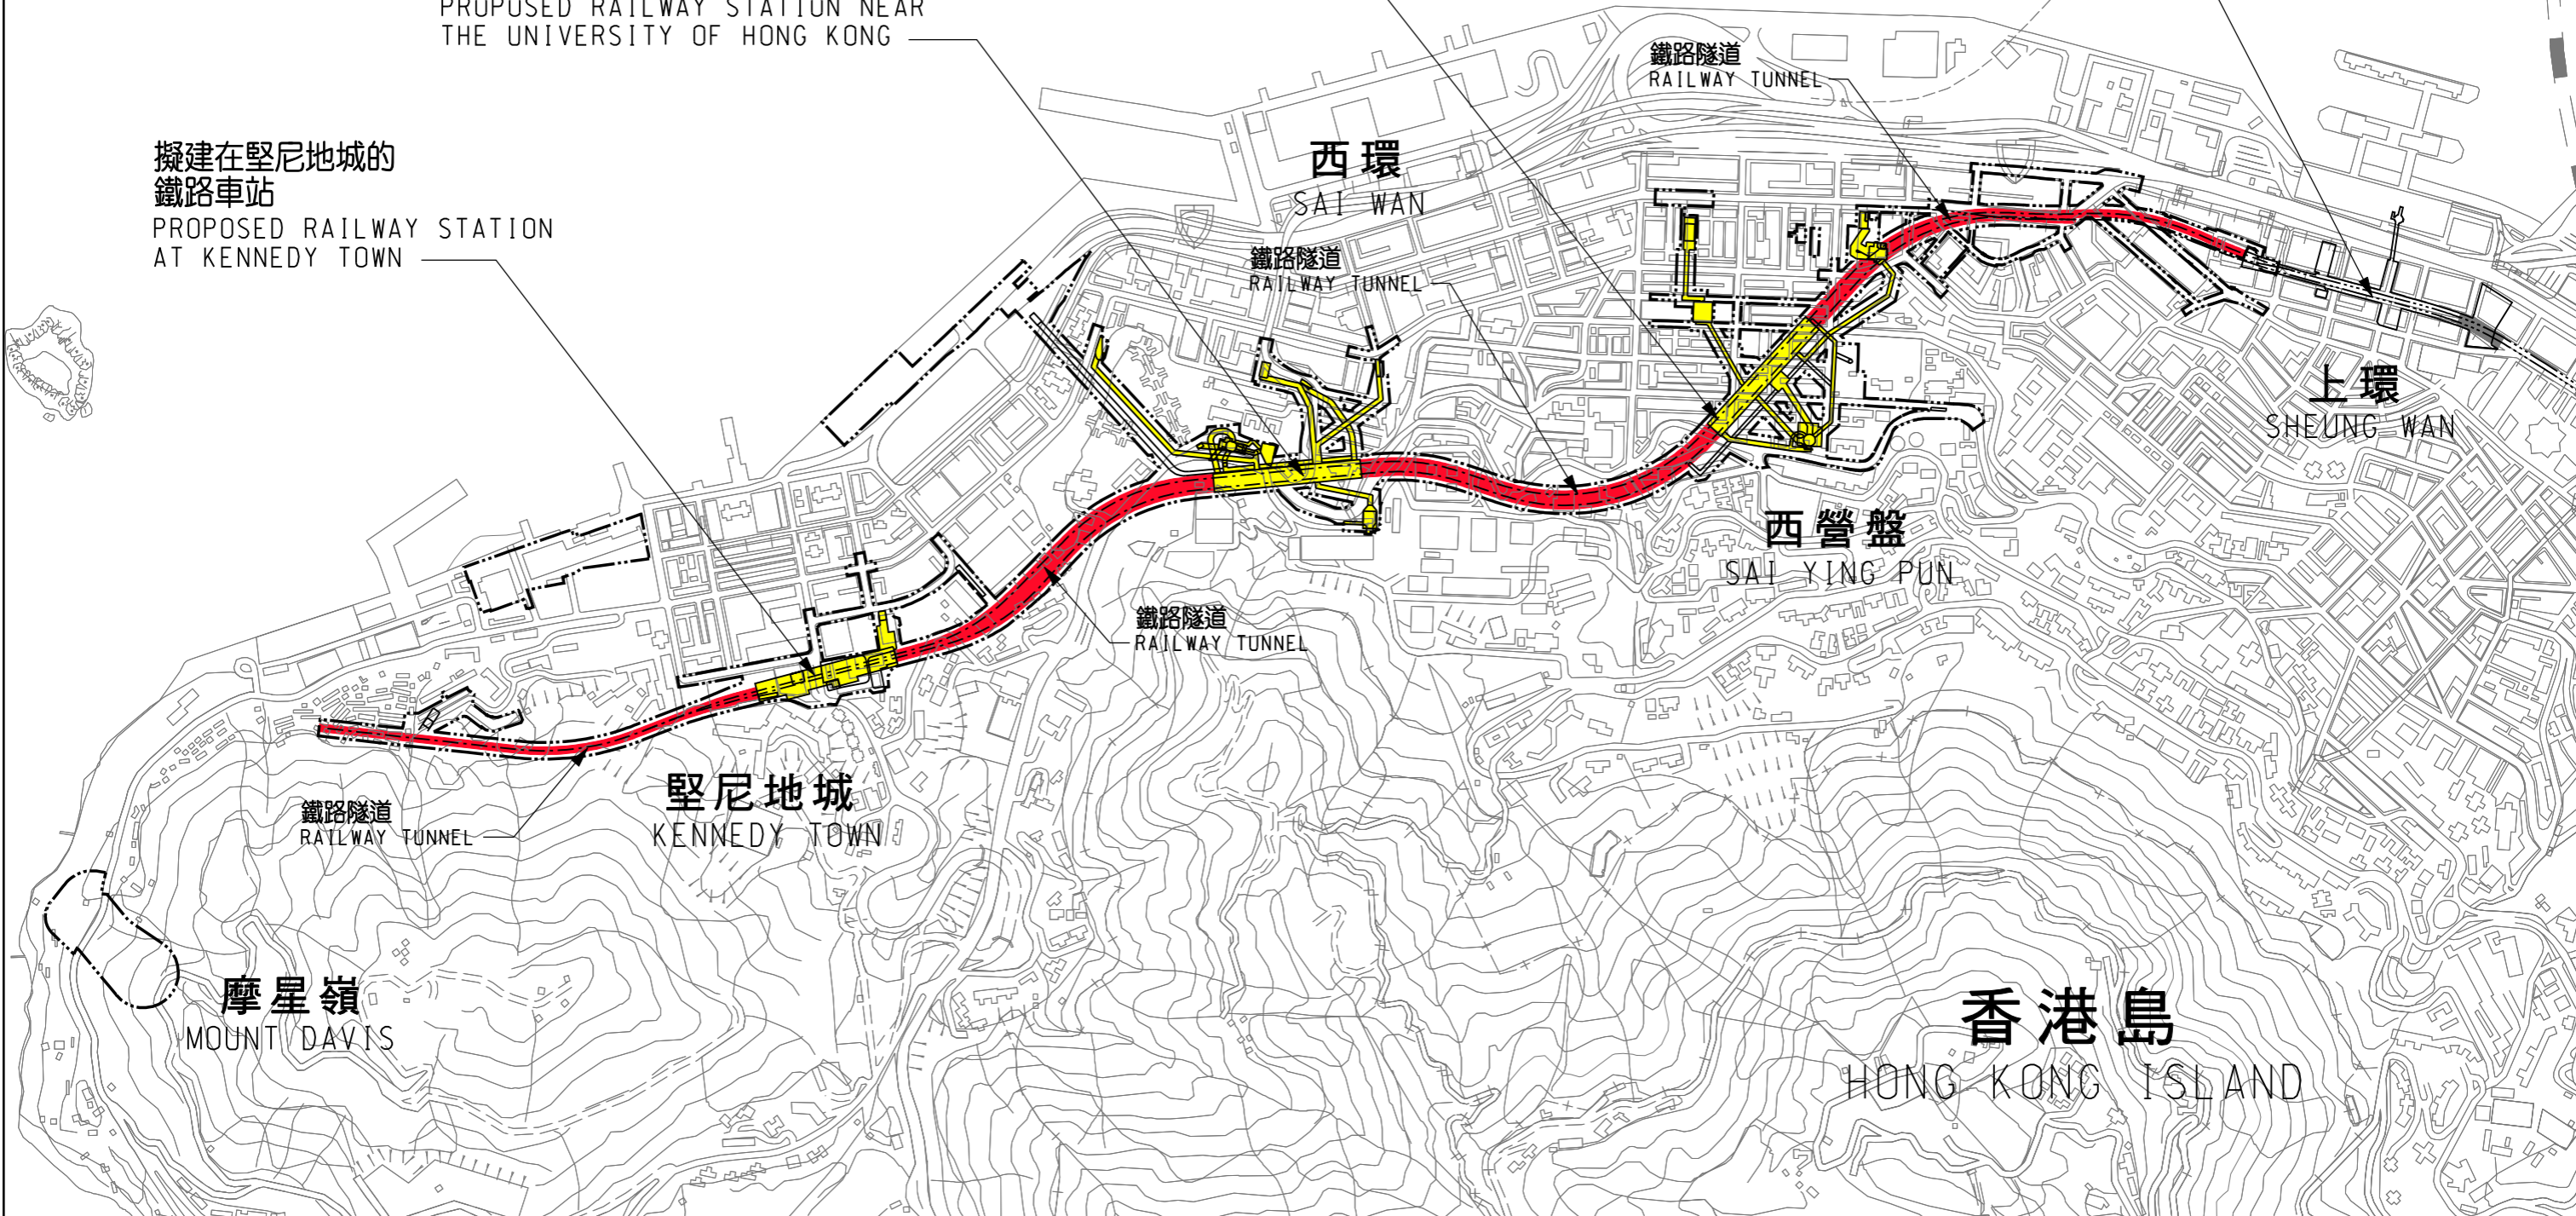 PROPOSED RAILWAY STATION NEAR
THE UNIVERSITY OF HONG KONG
鐵路隧道
RAILWAY TUNNEL
擬建在堅尼地城的
鐵路車站
PROPOSED RAILWAY STATION
AT KENNEDY TOWN
西環
SAI WAN
鐵路隧道
RAILWAY TUNNEL
上環
SHEUNG WAN
西營盤
SAI YING PUN
鐵路隧道
RAILWAY TUNNEL
堅尼地城
KENNEDY TOWN
鐵路隧道
RAILWAY TUNNEL
摩星嶺
MOUNT DAVIS
香港島
HONG KONG ISLAND